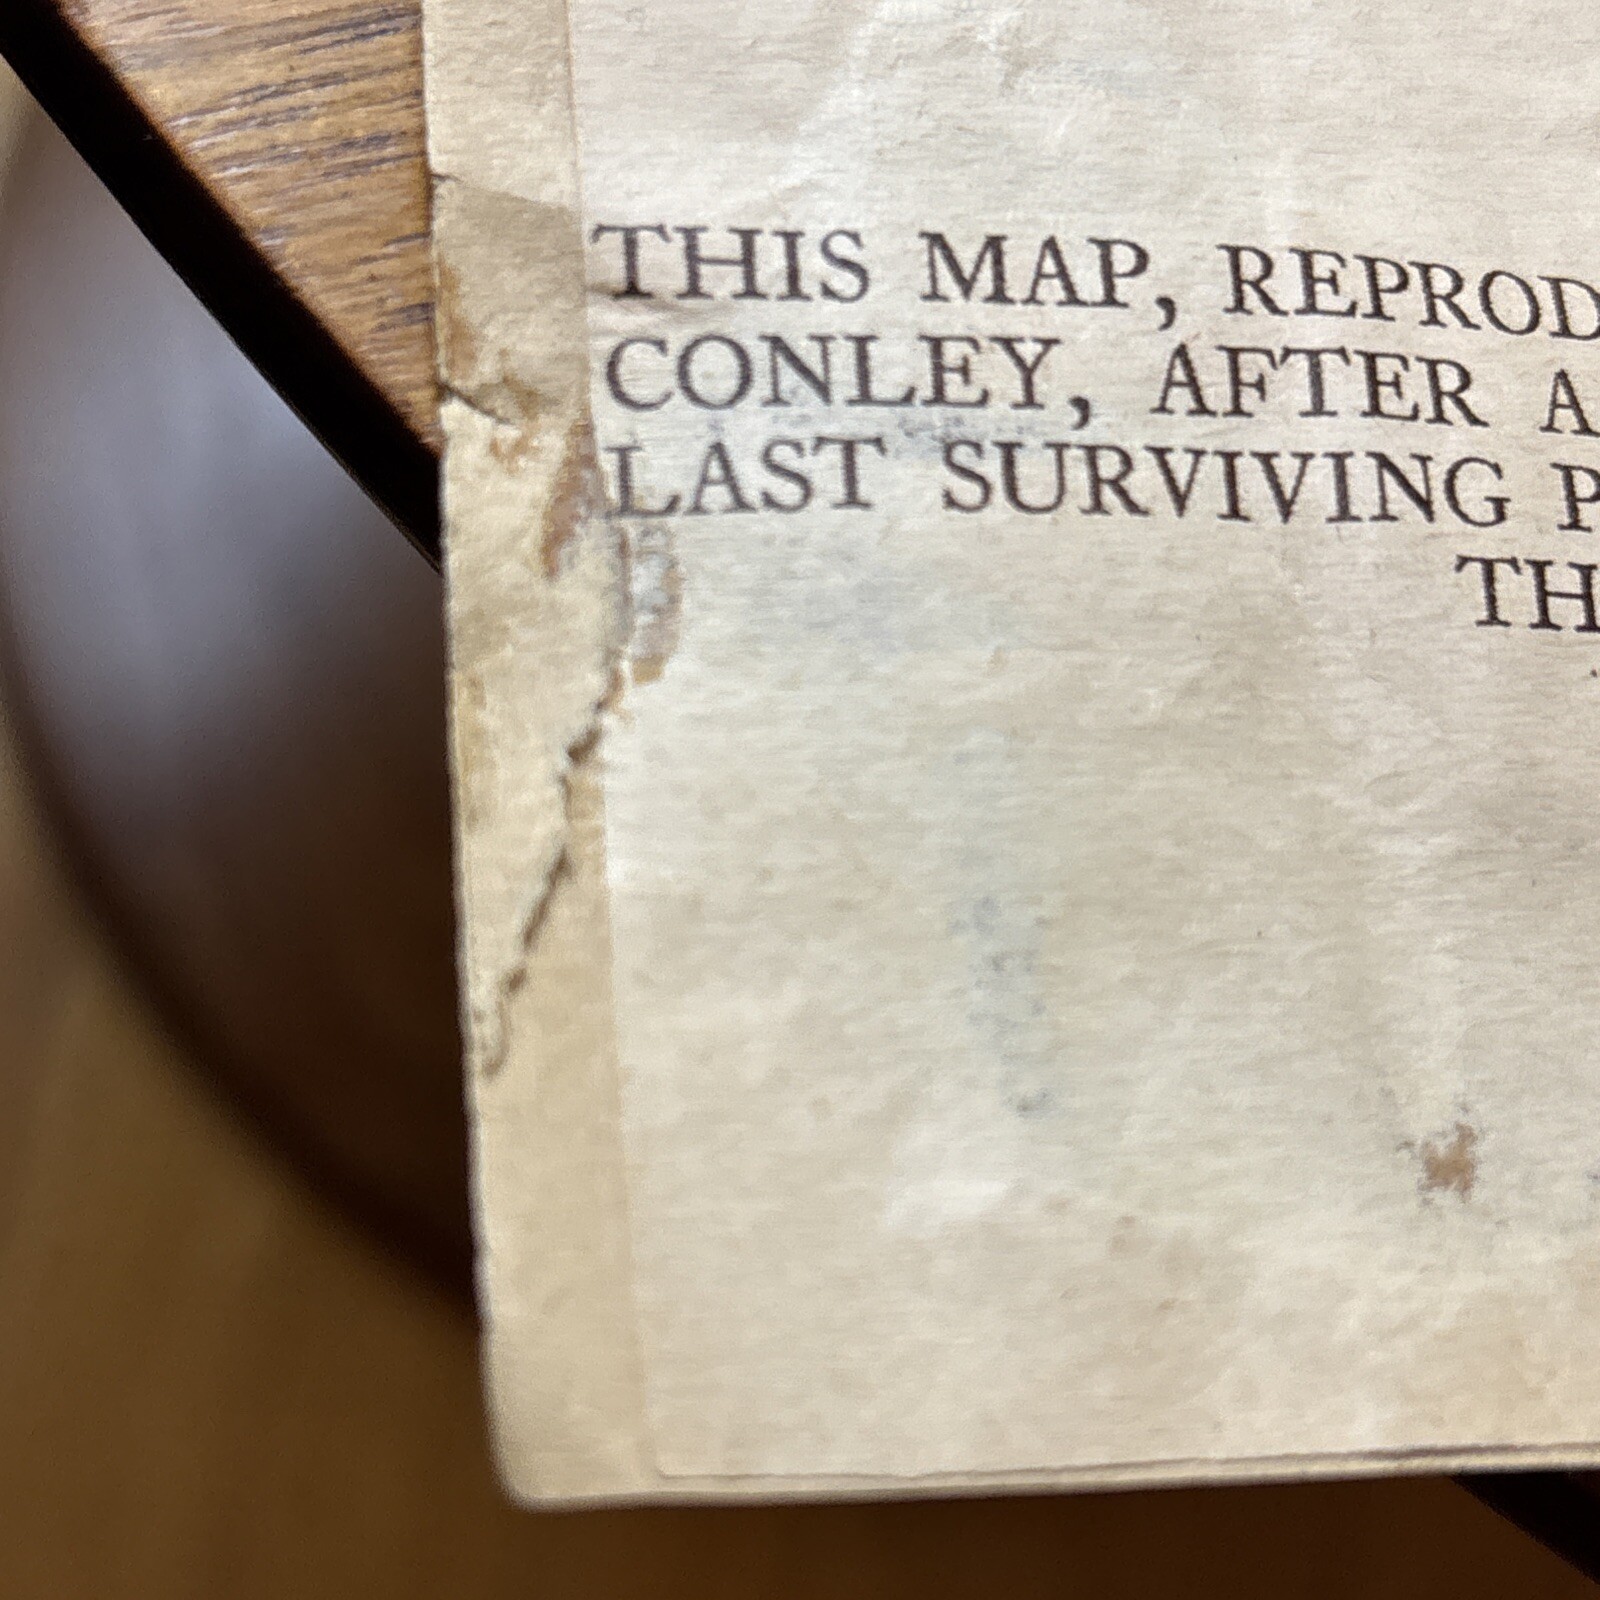 THIS MAP, REPROD
CONLEY, AFTER A
LAST SURVIVING P
TH